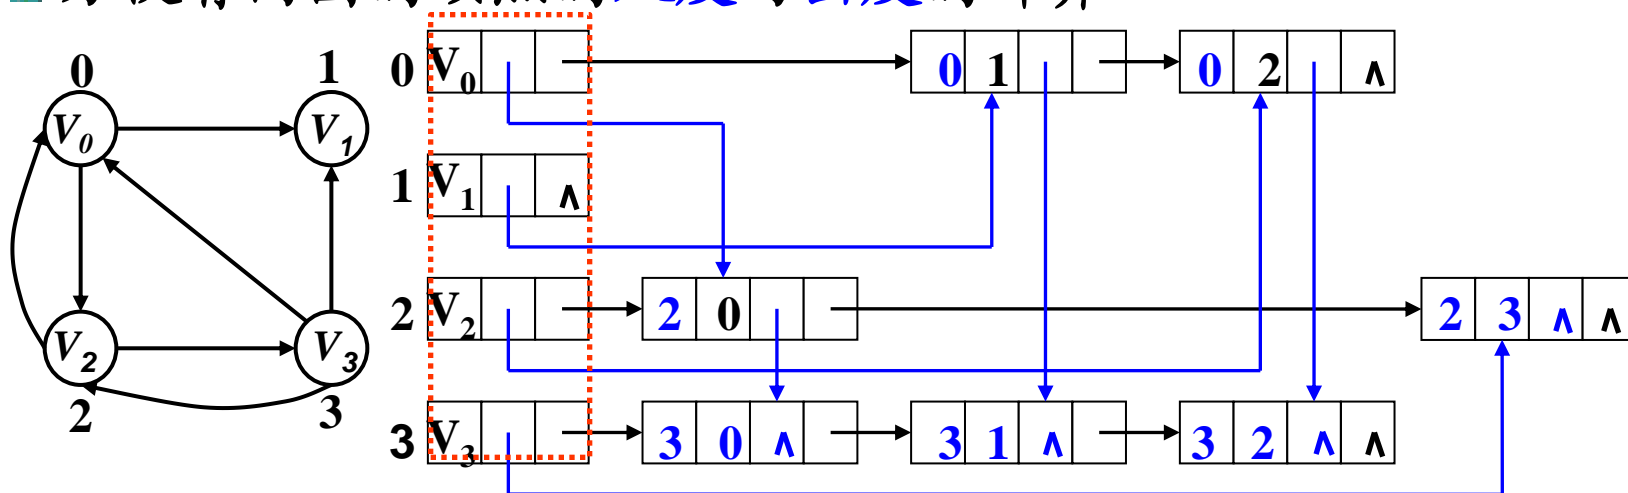 0 1
V0 V1
V2 V3
2 3
0 V0 0 1 0 2 ∧
1 V1 ∧
2 V2 2 0 2 3 ∧ ∧
3 V3 3 0 ∧ 3 1 ∧ 3 2 ∧ ∧